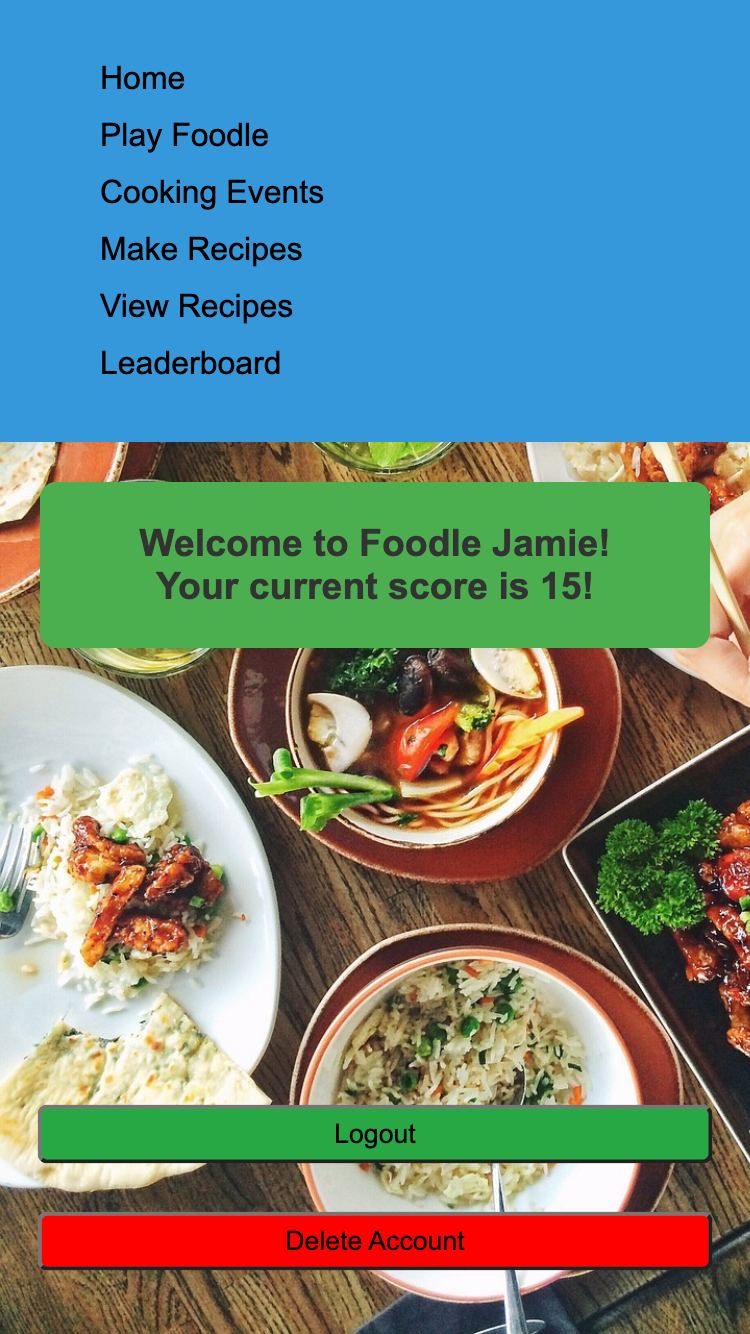 Home
Play Foodle
Cooking Events
Make Recipes
View Recipes
Leaderboard
Welcome to Foodle Jamie!
Your current score is 15!
Logout
Delete Account